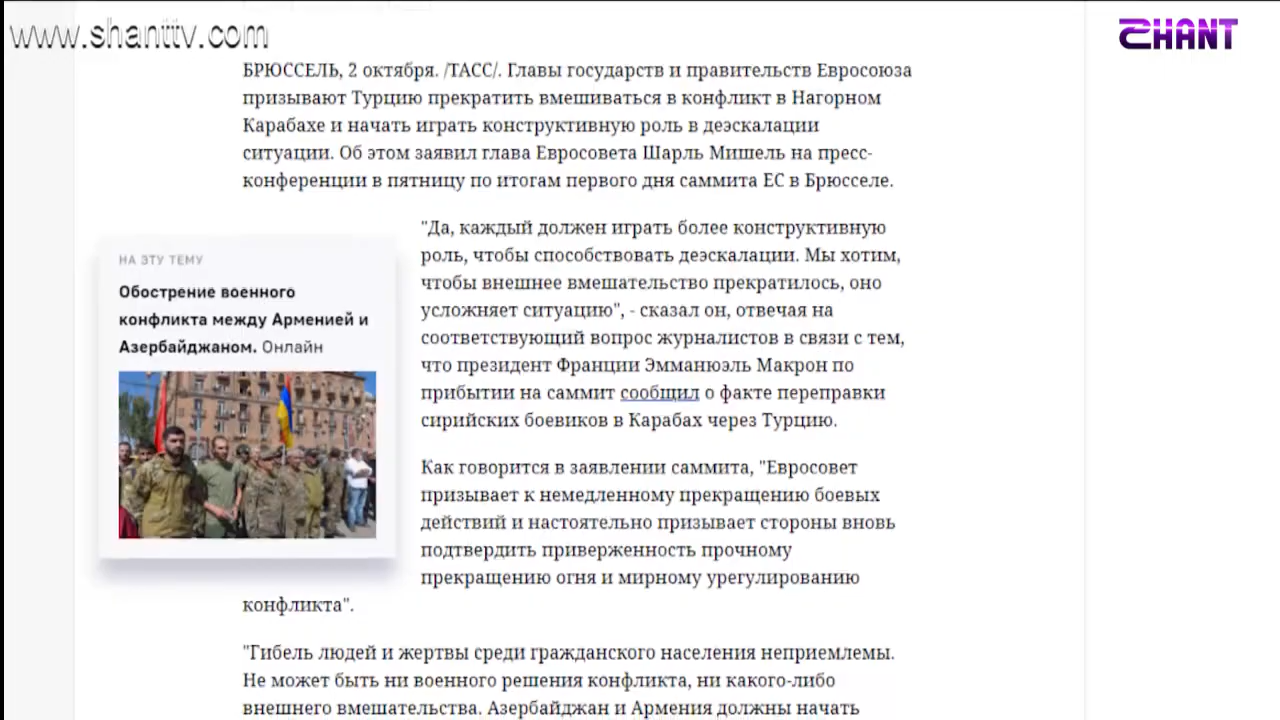 www.shanttv.com
SHANT
БРЮССЕЛЬ, 2 октября. /ТАСС/. Главы государств и правительств Евросоюза
призывают Турцию прекратить вмешиваться в конфликт в Нагорном
Карабахе и начать играть конструктивную роль в деэскалации
ситуации. Об этом заявил глава Евросовета Шарль Мишель на пресс-
конференции в пятницу по итогам первого дня саммита ЕС в Брюсселе.
НА ЭТУ ТЕМУ
Обострение военного
конфликта между Арменией и
Азербайджаном. Онлайн
"Да, каждый должен играть более конструктивную
роль, чтобы способствовать деэскалации. Мы хотим,
чтобы внешнее вмешательство прекратилось, оно
усложняет ситуацию", - сказал он, отвечая на
соответствующий вопрос журналистов в связи с тем,
что президент Франции Эммануэль Макрон по
прибытии на саммит сообщил о факте переправки
сирийских боевиков в Карабах через Турцию.
Как говорится в заявлении саммита, "Евросовет
призывает к немедленному прекращению боевых
действий и настоятельно призывает стороны вновь
подтвердить приверженность прочному
прекращению огня и мирному урегулированию
конфликта".
"Гибель людей и жертвы среди гражданского населения неприемлемы.
Не может быть ни военного решения конфликта, ни какого-либо
внешнего вмешательства. Азербайджан и Армения должны начать